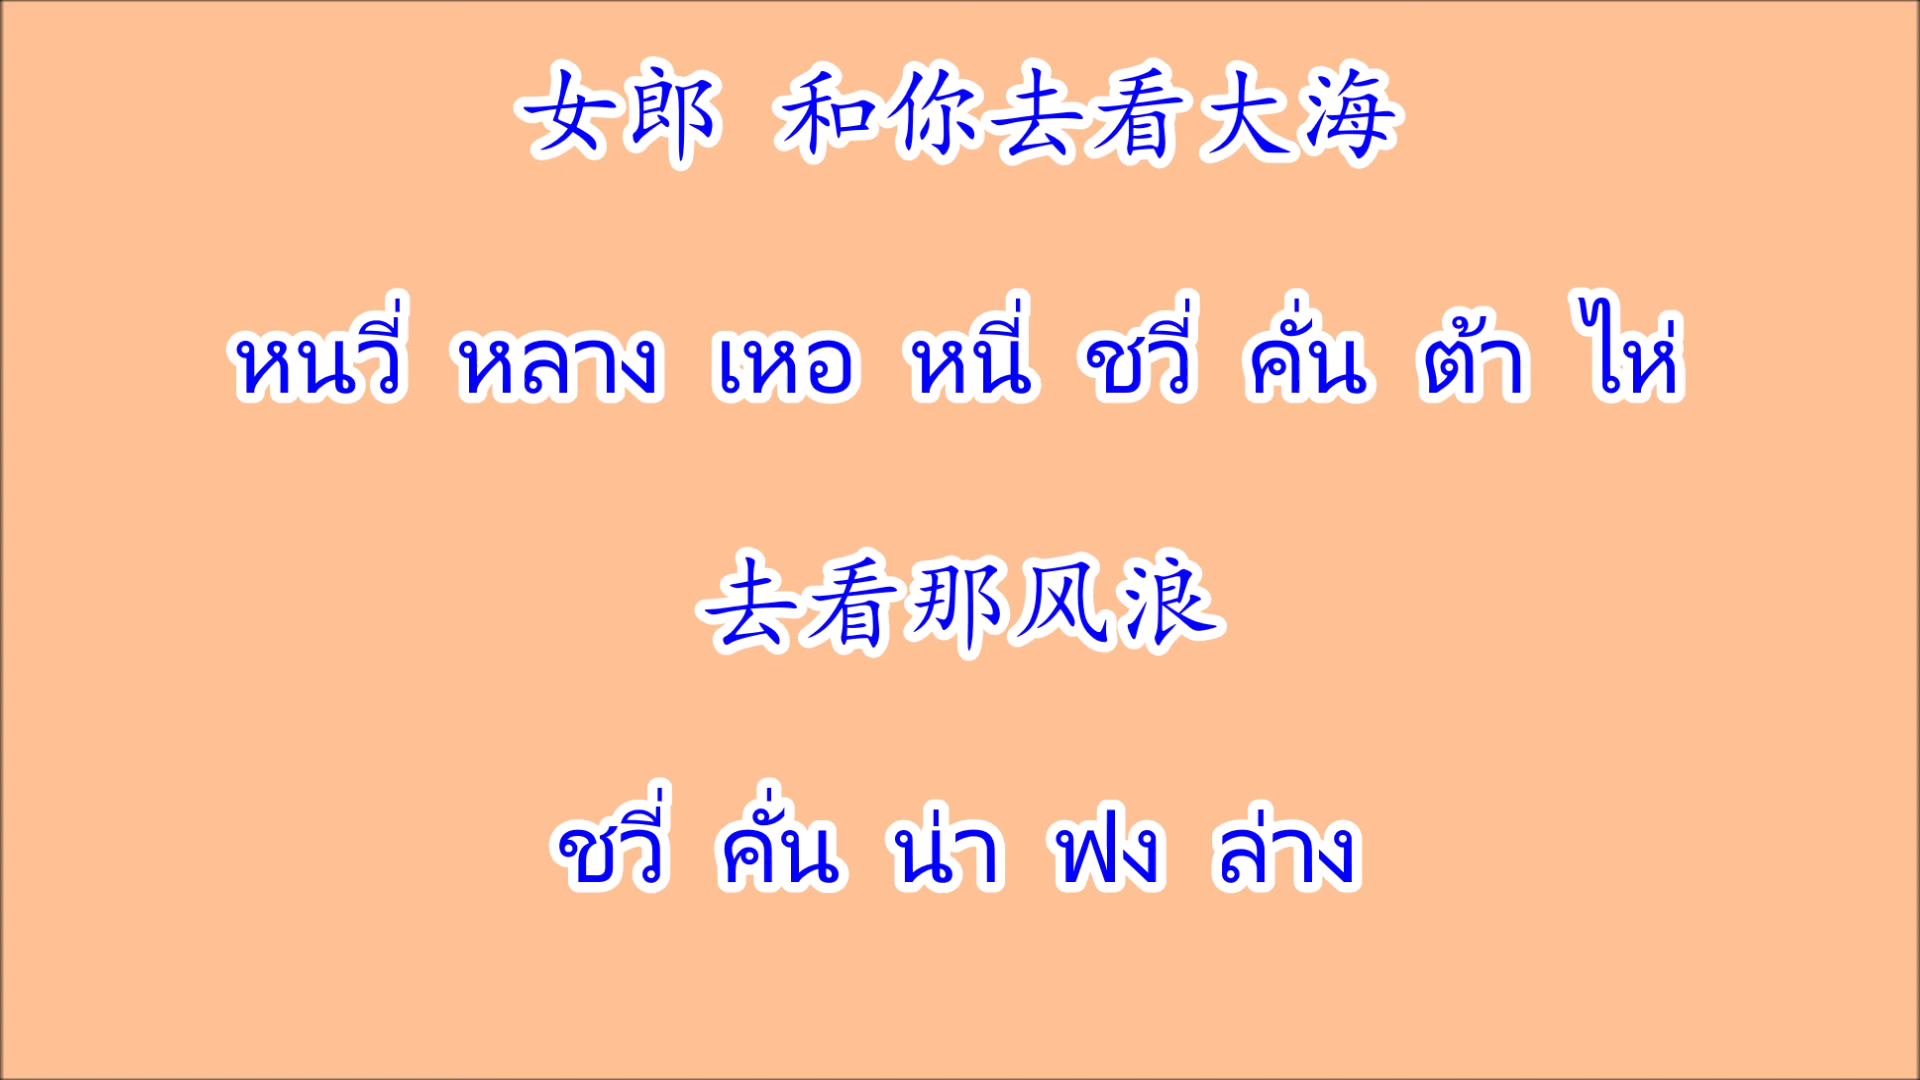 女郎 和你去看大海
หนวี่ หลาง เหอ หนี่ ชวี่ คั่น ต้า ไห่
去看那风浪
ชวี่ คั่น น่า ฟง ล่าง